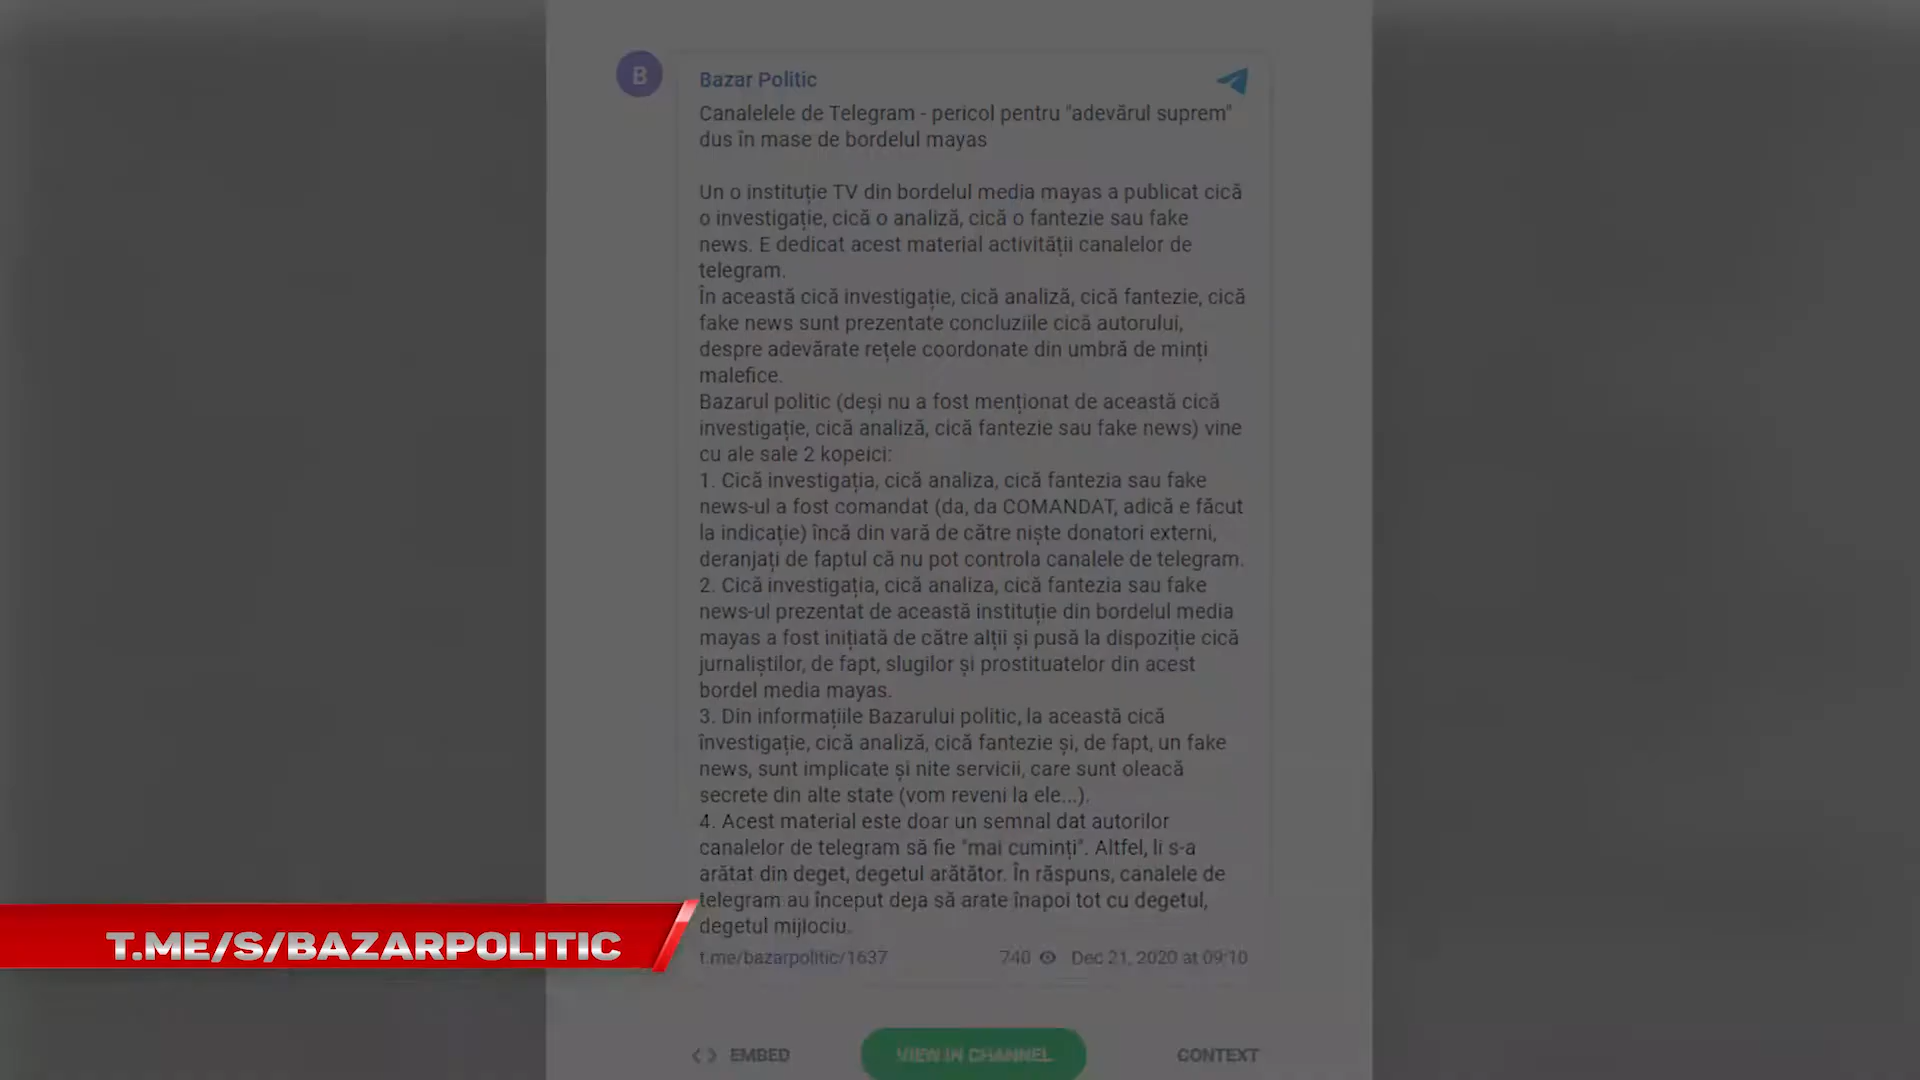 B
Bazar Politic
Canalelele de Telegram - pericol pentru "adevărul suprem"
dus în mase de bordelul mayas
Un o instituție TV din bordelul media mayas a publicat cică
o investigație, cică o analiză, cică o fantezie sau fake
news. E dedicat acest material activității canalelor de
telegram.
În această cică investigație, cică analiză, cică fantezie, cică
fake news sunt prezentate concluziile cică autorului,
despre adevărate rețele coordonate din umbră de minți
malefice.
Bazarul politic (deși nu a fost menționat de această cică
investigație, cică analiză, cică fantezie sau fake news) vine
cu ale sale 2 kopeici:
1. Cică investigația, cică analiza, cică fantezia sau fake
news-ul a fost comandat (da, da COMANDAT, adică e făcut
la indicație) încă din vară de către niște donatori externi,
deranjați de faptul că nu pot controla canalele de telegram.
2. Cică investigația, cică analiza, cică fantezia sau fake
news-ul prezentat de această instituție din bordelul media
mayas a fost inițiată de către alții și pusă la dispoziție cică
jurnaliștilor, de fapt, slugilor și prostituatelor din acest
bordel media mayas.
3. Din informațiile Bazarului politic, la această cică
învestigație, cică analiză, cică fantezie și, de fapt, un fake
news, sunt implicate și nite servicii, care sunt oleacă
secrete din alte state (vom reveni la ele...).
4. Acest material este doar un semnal dat autorilor
canalelor de telegram să fie "mai cuminți". Altfel, li s-a
arătat din deget, degetul arătător. În răspuns, canalele de
telegram au început deja să arate înapoi tot cu degetul,
degetul mijlociu.
t.me/bazarpolitic/1637 740 Dec 21, 2020 at 09:10
T.ME/S/BAZARPOLITIC
EMBED VIEW IN CHANNEL CONTEXT